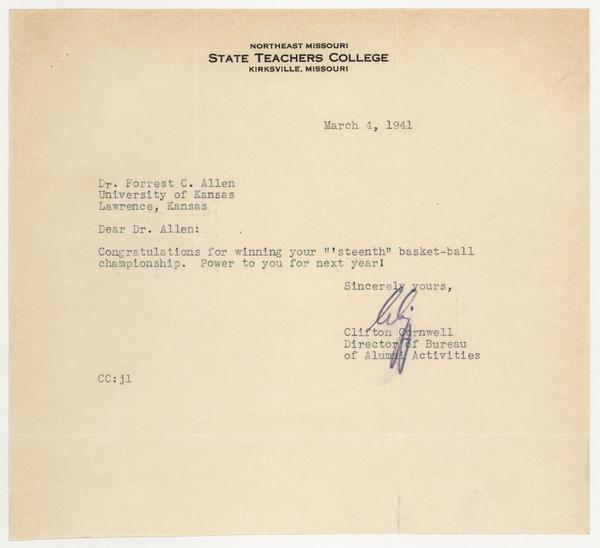 NORTHEAST MISSOURI
STATE TEACHERS COLLEGE
KIRKSVILLE, MISSOURI
March 4, 1941
Dr. Forrest C. Allen
University of Kansas
Lawrence, Kansas
Dear Dr. Allen:
Congratulations for winning your "'steenth" basket-ball
championship.  Power to you for next year!
Sincerely yours,
Clifton Cornwell
Director of Bureau
of Alumni Activities
CC:jl